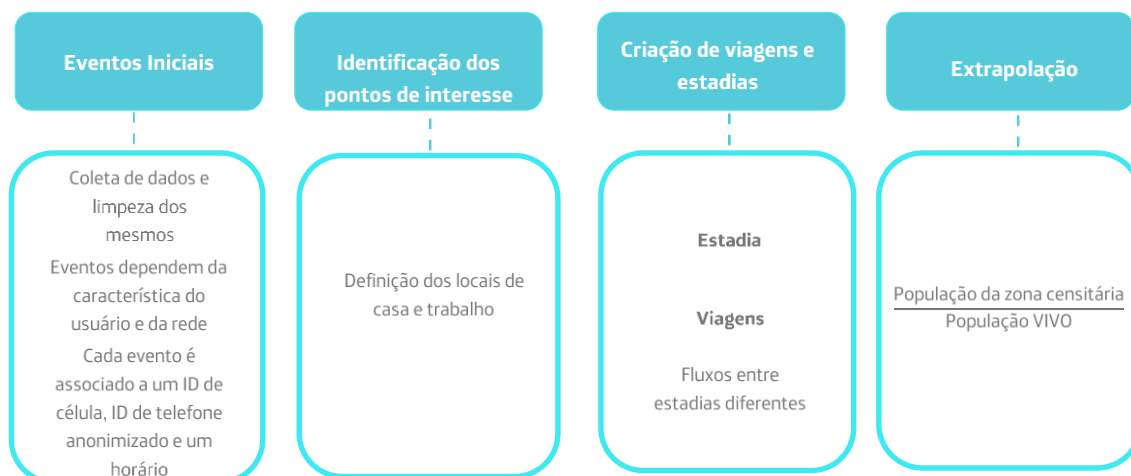 Eventos Iniciais
Coleta de dados e
limpeza dos
mesmos
Eventos dependem da
característica do
usuário e da rede
Cada evento é
associado a um ID de
célula, ID de telefone
anonimizado e um
horário
Identificação dos
pontos de interesse
Definição dos locais de
casa e trabalho
Criação de viagens e
estadias
Estadia
Viagens
Fluxos entre
estadias diferentes
Extrapolação
População da zona censitária
População VIVO